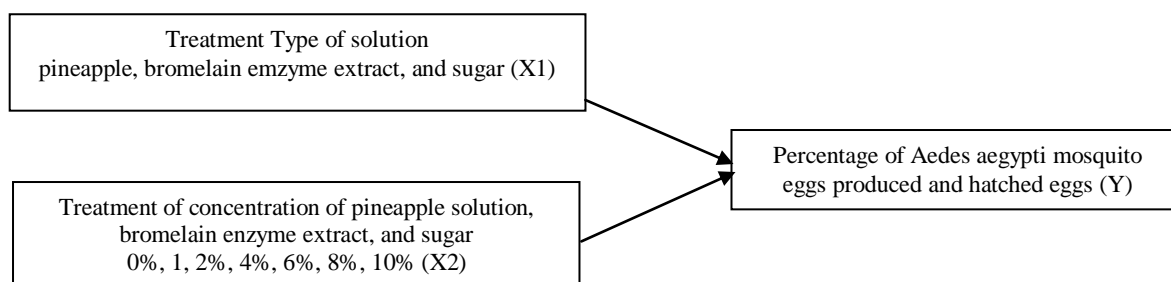 Treatment Type of solution
pineapple, bromelain emzyme extract, and sugar (X1)
Percentage of Aedes aegypti mosquito
eggs produced and hatched eggs (Y)
Treatment of concentration of pineapple solution,
bromelain enzyme extract, and sugar
0%, 1, 2%, 4%, 6%, 8%, 10% (X2)